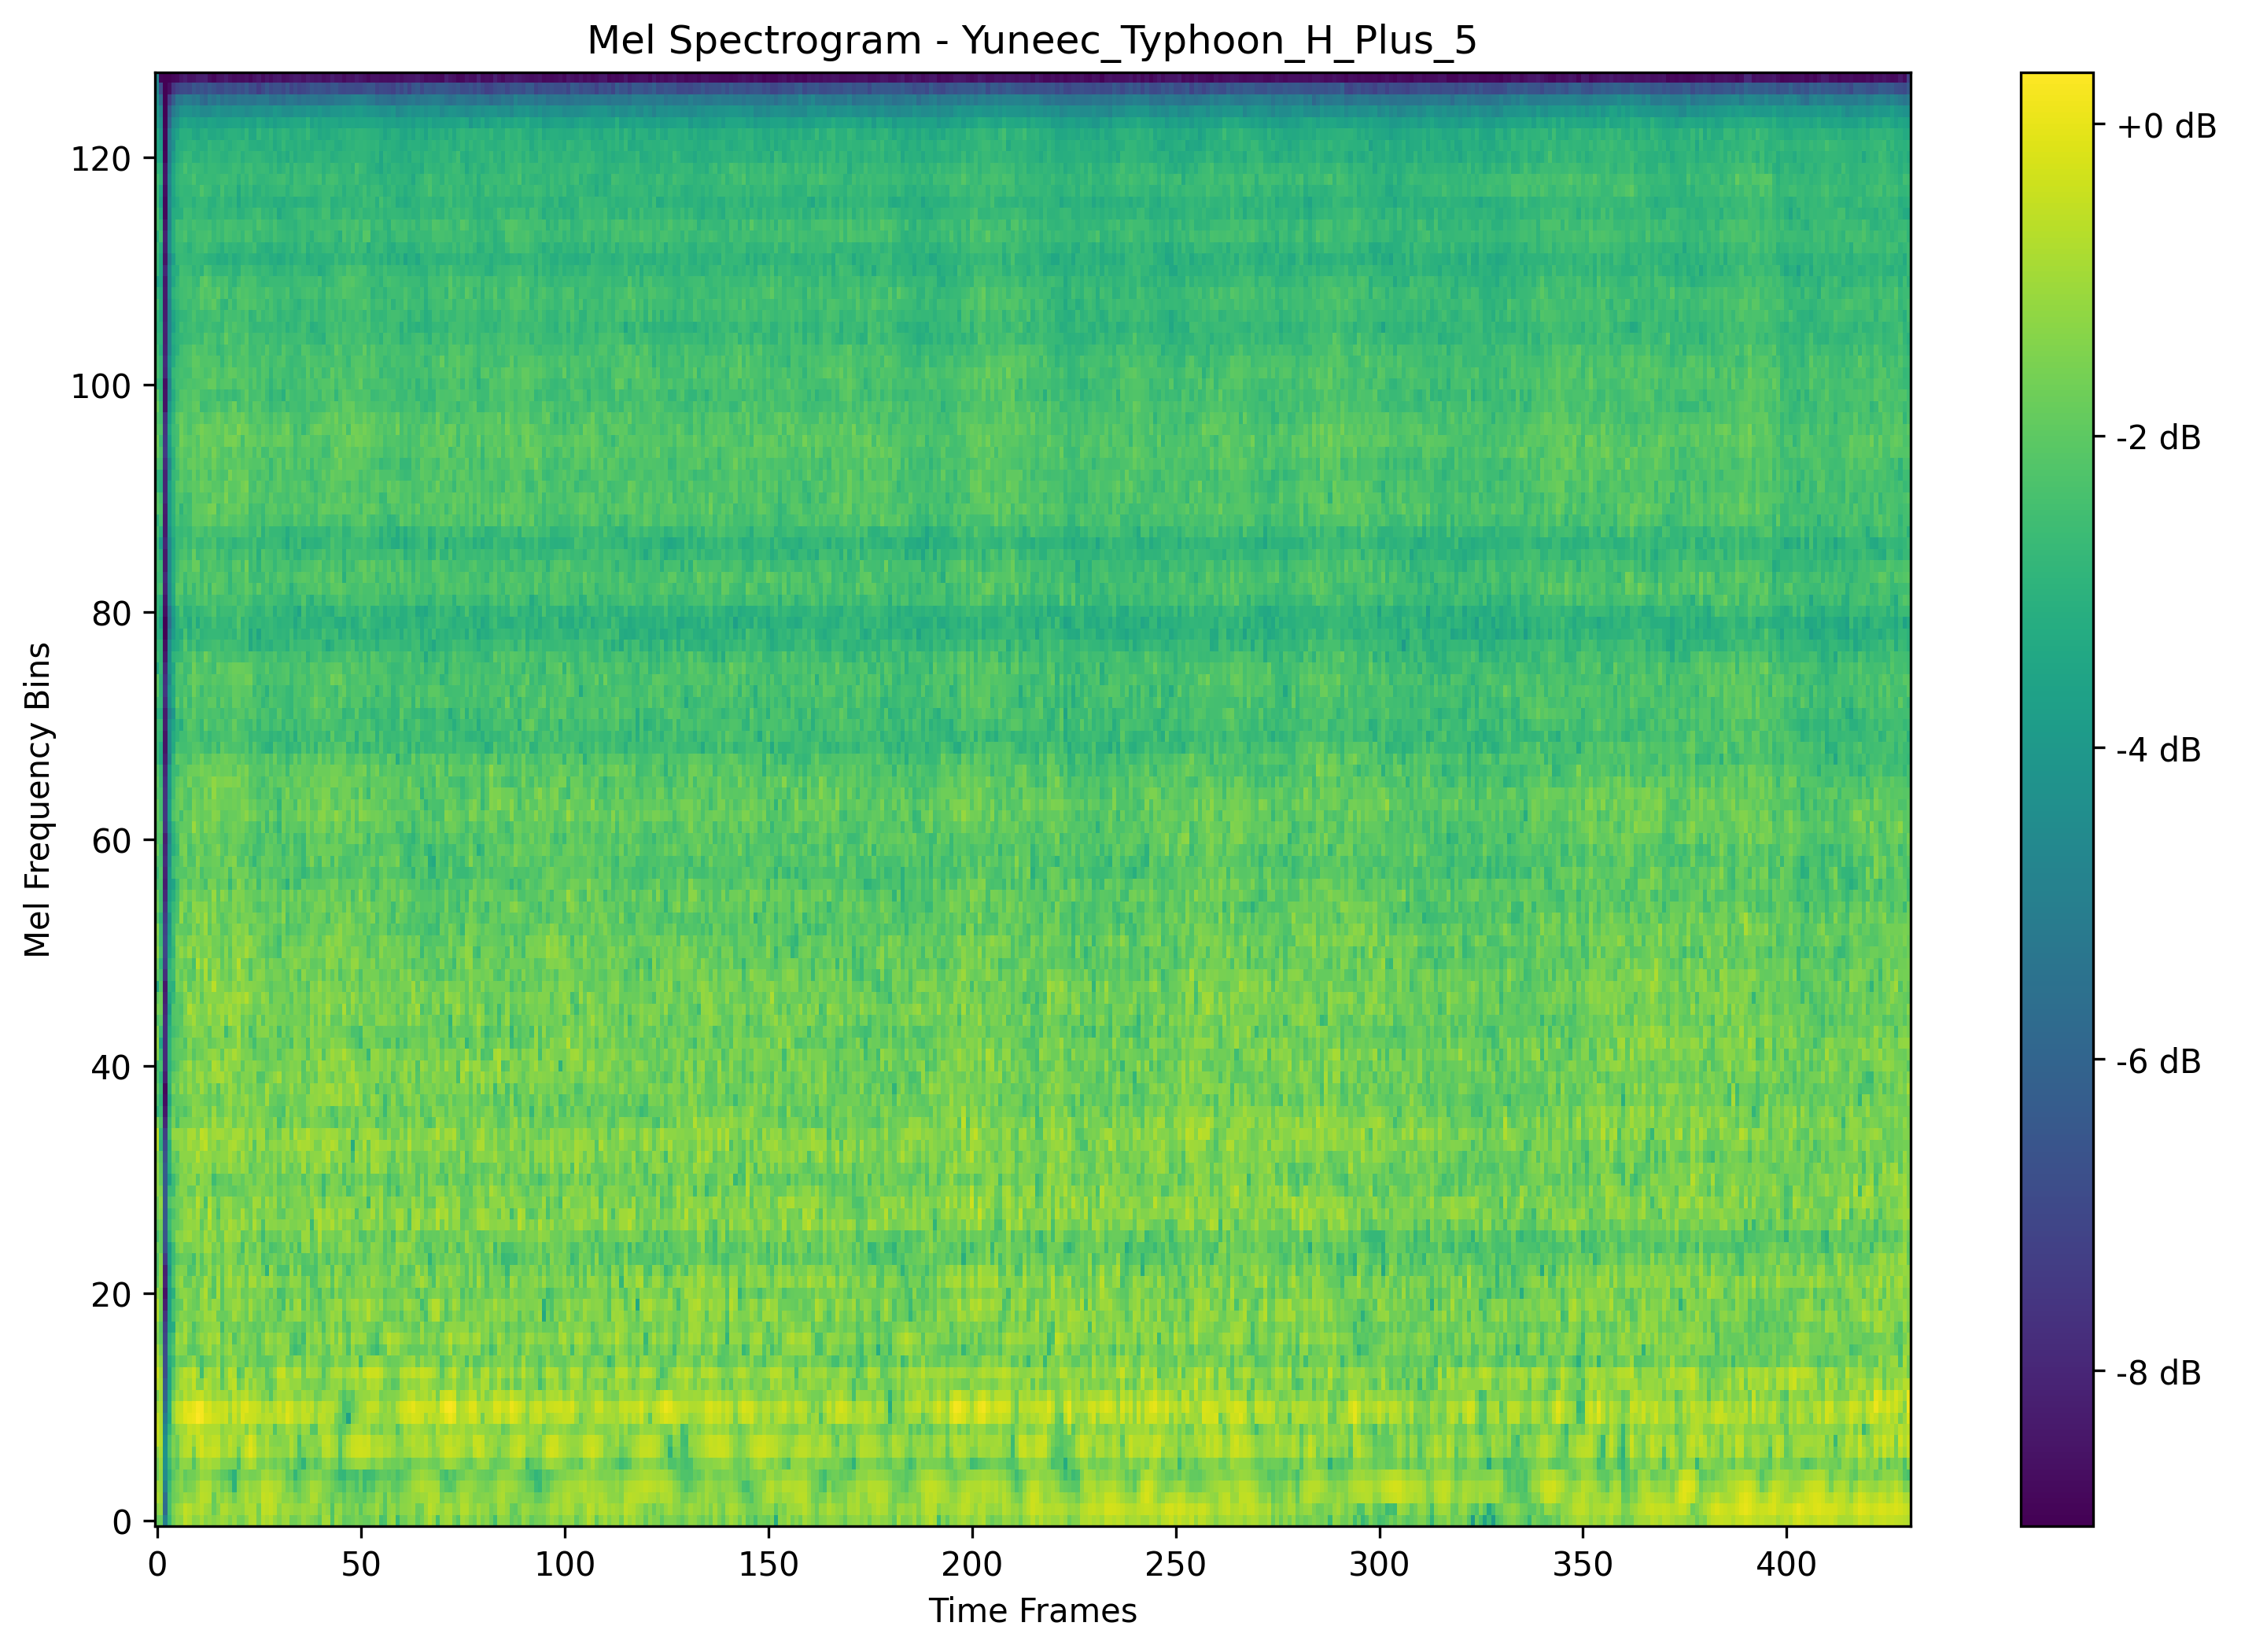 Mel Spectrogram - Yuneec_Typhoon_H_Plus_5
Mel Frequency Bins
120
100
80
60
40
20
0
0 50 100 150 200 250 300 350 400
Time Frames
+0 dB
-2 dB
-4 dB
-6 dB
-8 dB